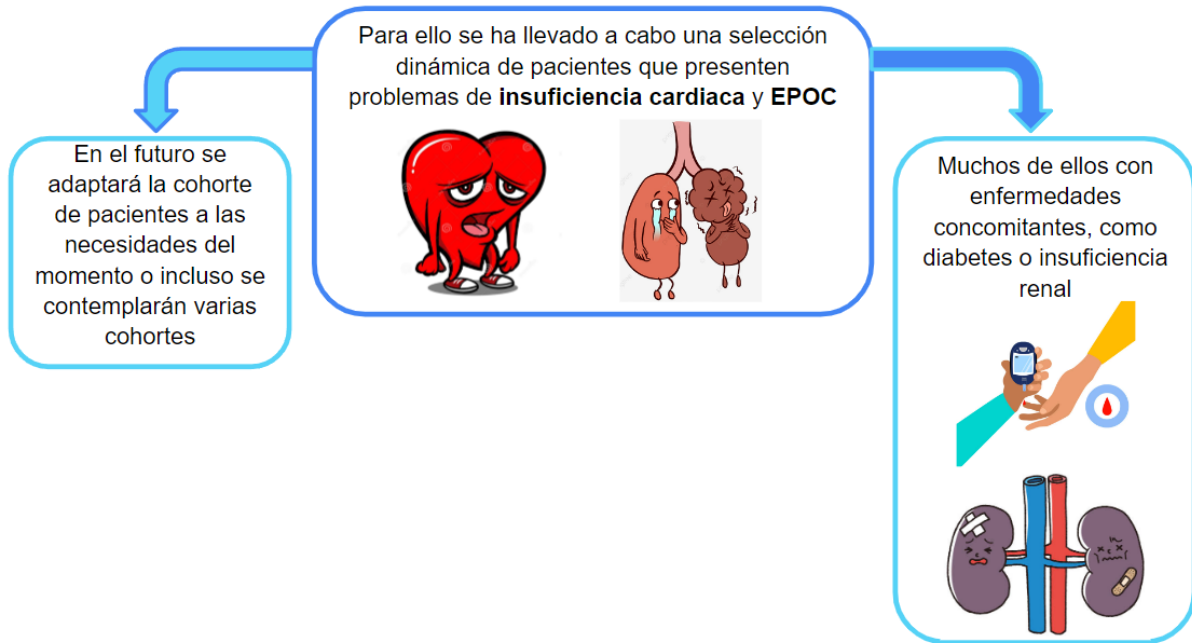 Para ello se ha llevado a cabo una selección
dinámica de pacientes que presenten
problemas de insuficiencia cardiaca y EPOC
En el futuro se
adaptará la cohorte
de pacientes a las
necesidades del
momento o incluso se
contemplarán varias
cohortes
Muchos de ellos con
enfermedades
concomitantes, como
diabetes o insuficiencia
renal